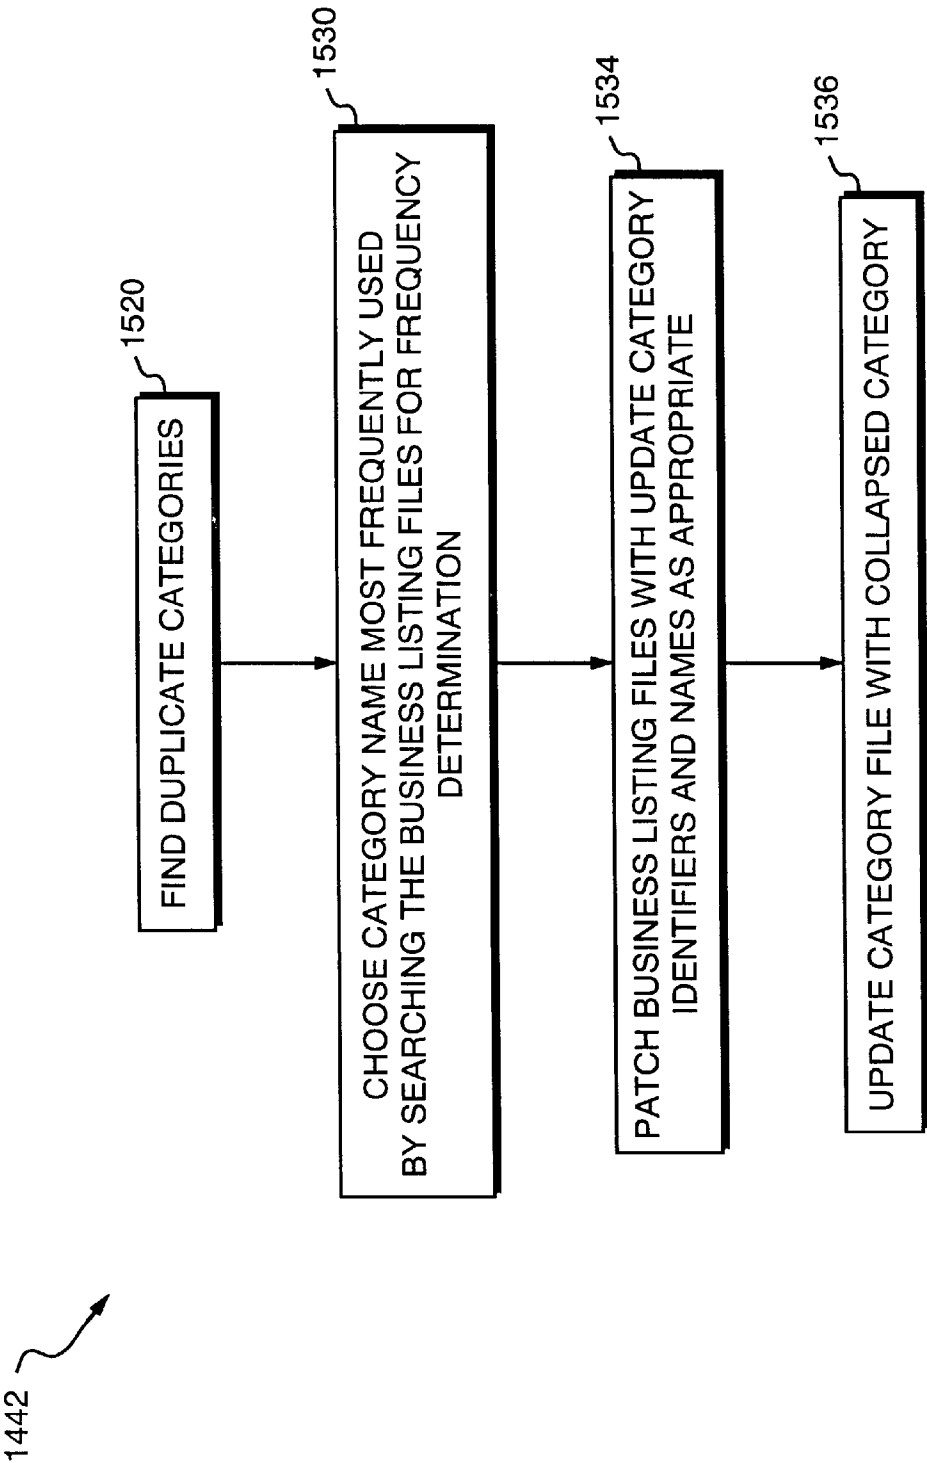 1442
1520
FIND DUPLICATE CATEGORIES
1530
CHOOSE CATEGORY NAME MOST FREQUENTLY USED
BY SEARCHING THE BUSINESS LISTING FILES FOR FREQUENCY
DETERMINATION
1534
PATCH BUSINESS LISTING FILES WITH UPDATE CATEGORY
IDENTIFIERS AND NAMES AS APPROPRIATE
1536
UPDATE CATEGORY FILE WITH COLLAPSED CATEGORY